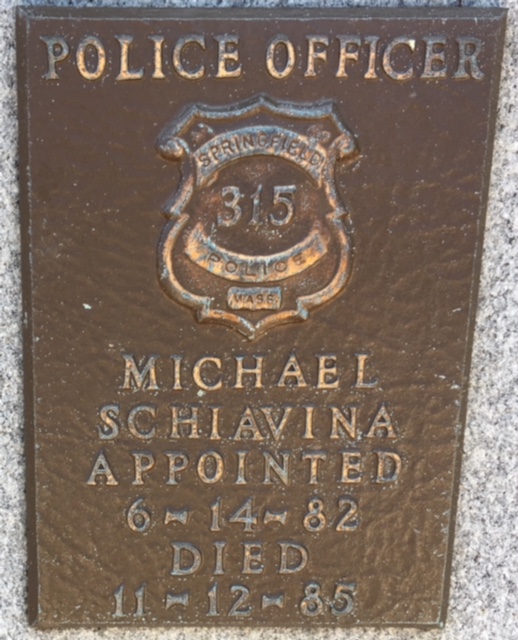 POLICE OFFICER
SPRINGFIELD
315
POLICE
MASS
MICHAEL
SCHIAVINA
APPOINTED
6-14-82
DIED
11-12-85